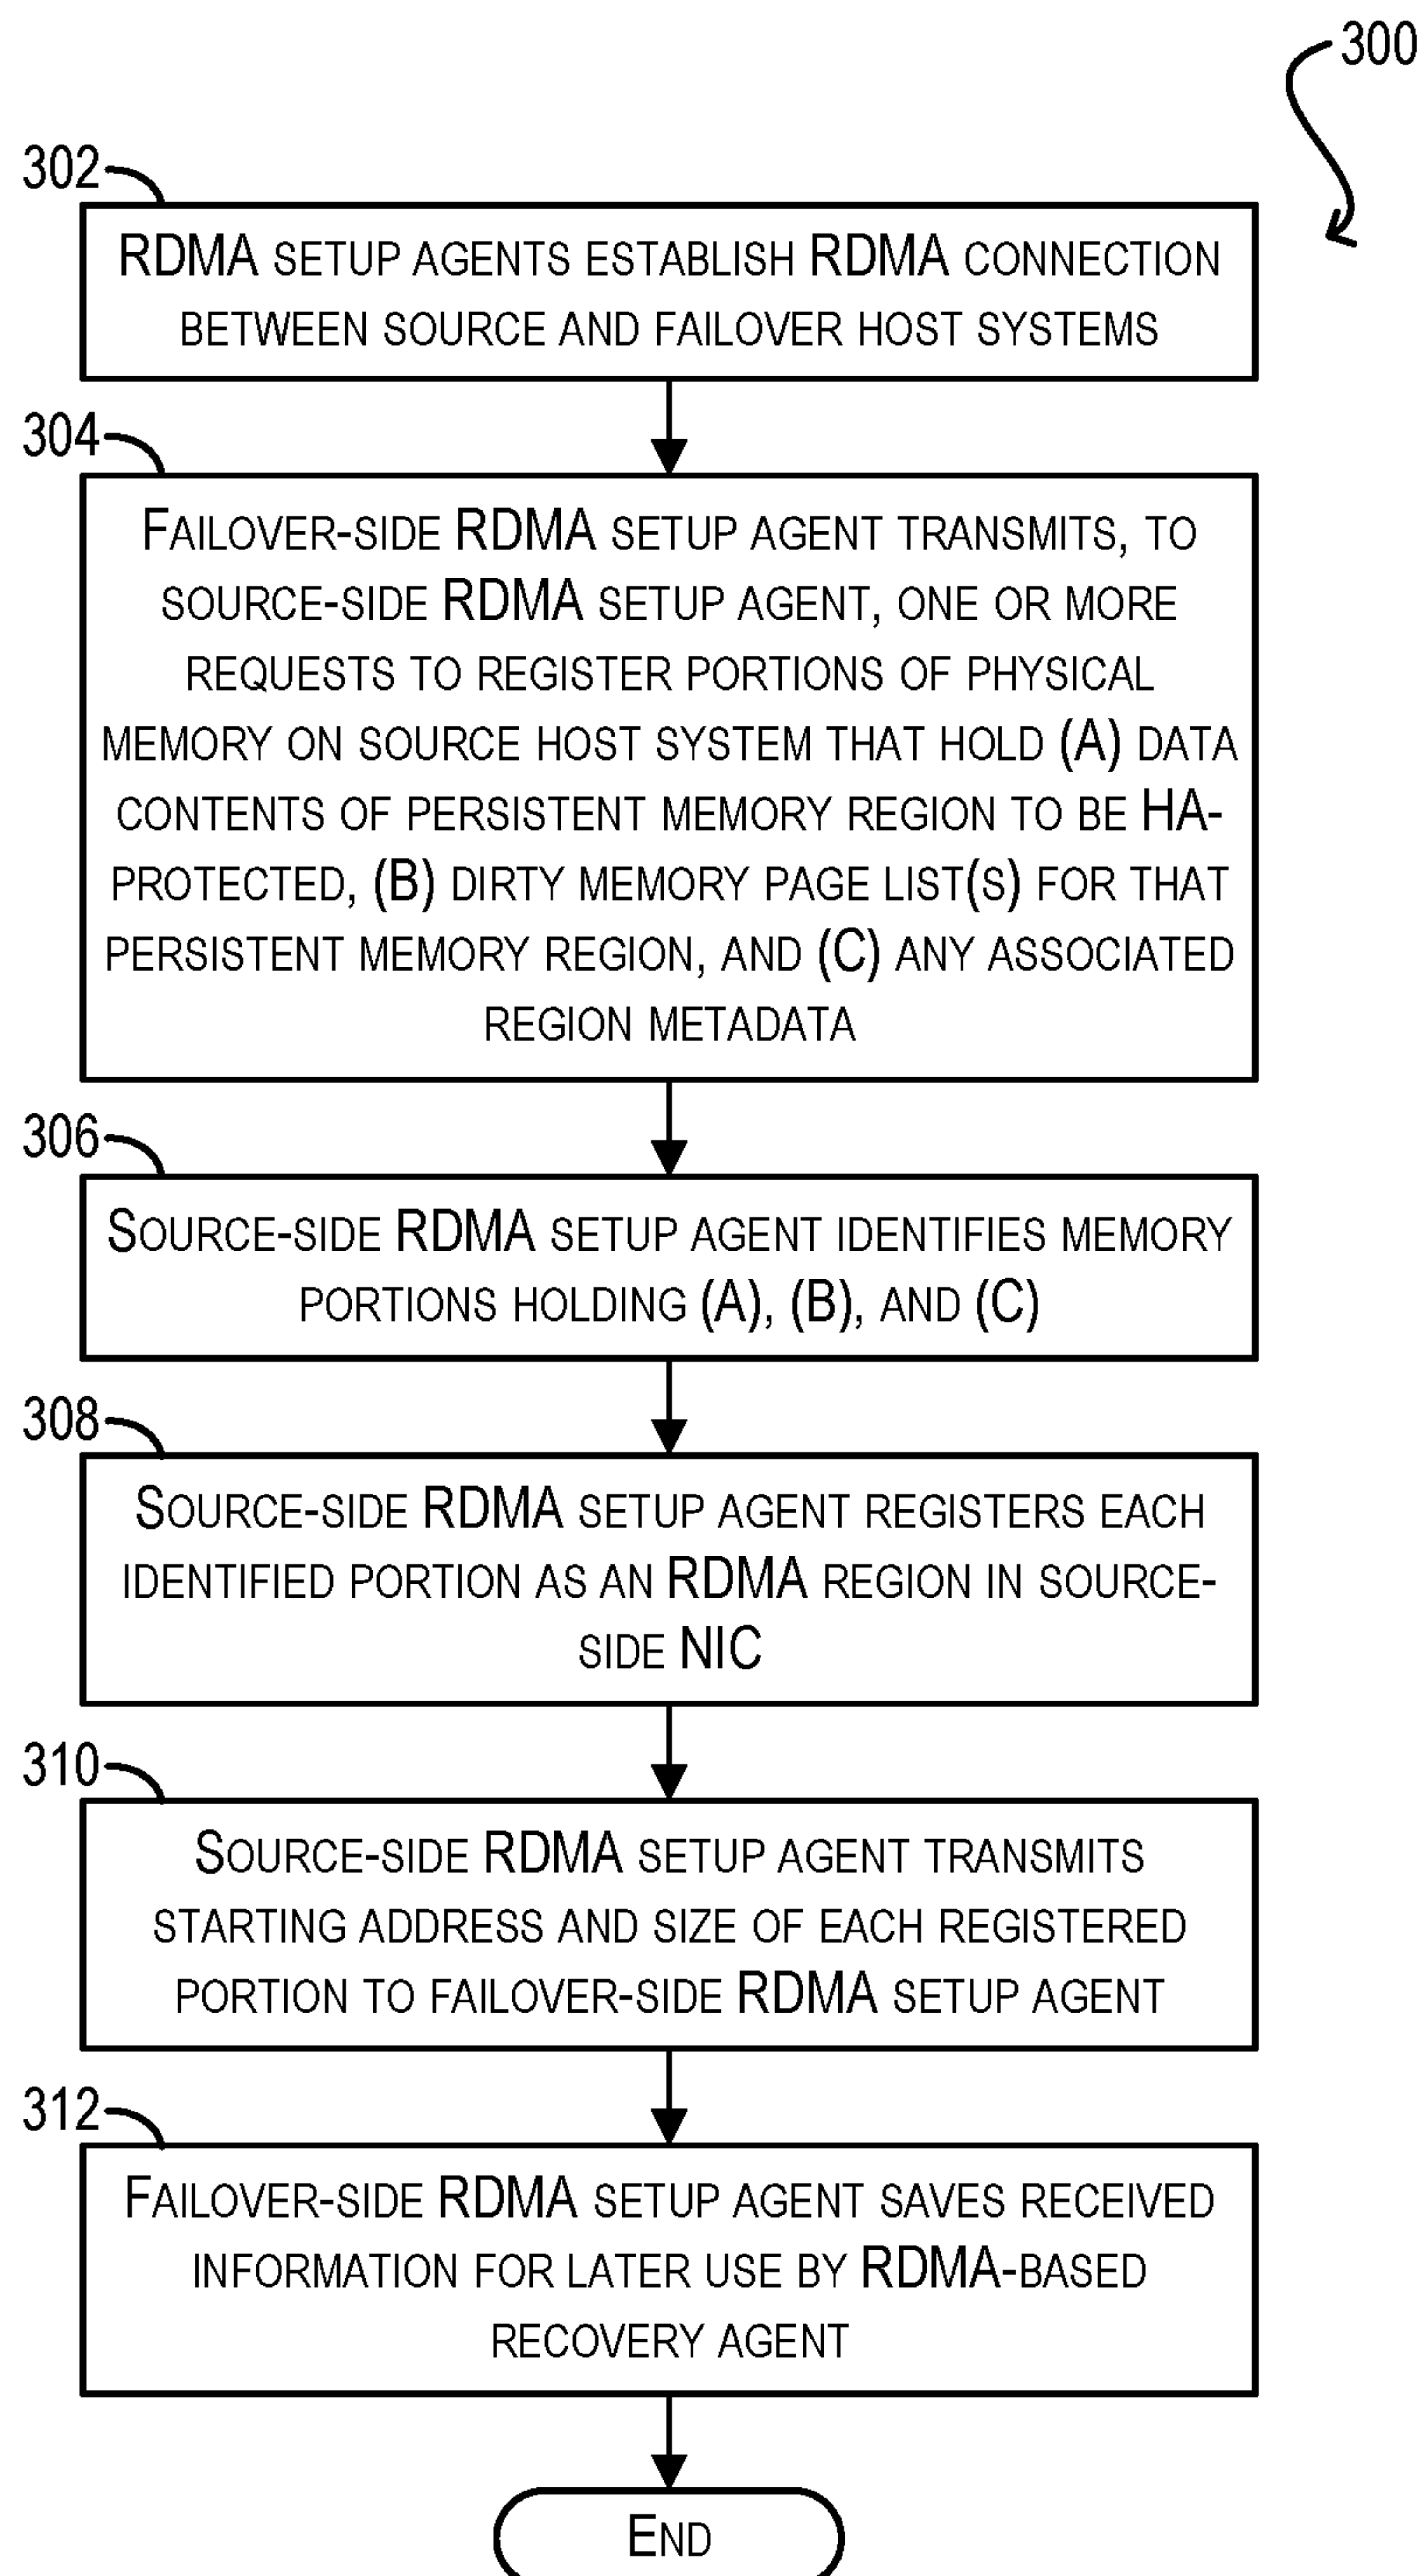 300
302
RDMA SETUP AGENTS ESTABLISH RDMA CONNECTION
BETWEEN SOURCE AND FAILOVER HOST SYSTEMS
304
FAILOVER-SIDE RDMA SETUP AGENT TRANSMITS, TO
SOURCE-SIDE RDMA SETUP AGENT, ONE OR MORE
REQUESTS TO REGISTER PORTIONS OF PHYSICAL
MEMORY ON SOURCE HOST SYSTEM THAT HOLD (A) DATA
CONTENTS OF PERSISTENT MEMORY REGION TO BE HA-
PROTECTED, (B) DIRTY MEMORY PAGE LIST(S) FOR THAT
PERSISTENT MEMORY REGION, AND (C) ANY ASSOCIATED
REGION METADATA
306
SOURCE-SIDE RDMA SETUP AGENT IDENTIFIES MEMORY
PORTIONS HOLDING (A), (B), AND (C)
308
SOURCE-SIDE RDMA SETUP AGENT REGISTERS EACH
IDENTIFIED PORTION AS AN RDMA REGION IN SOURCE-
SIDE NIC
310
SOURCE-SIDE RDMA SETUP AGENT TRANSMITS
STARTING ADDRESS AND SIZE OF EACH REGISTERED
PORTION TO FAILOVER-SIDE RDMA SETUP AGENT
312
FAILOVER-SIDE RDMA SETUP AGENT SAVES RECEIVED
INFORMATION FOR LATER USE BY RDMA-BASED
RECOVERY AGENT
END